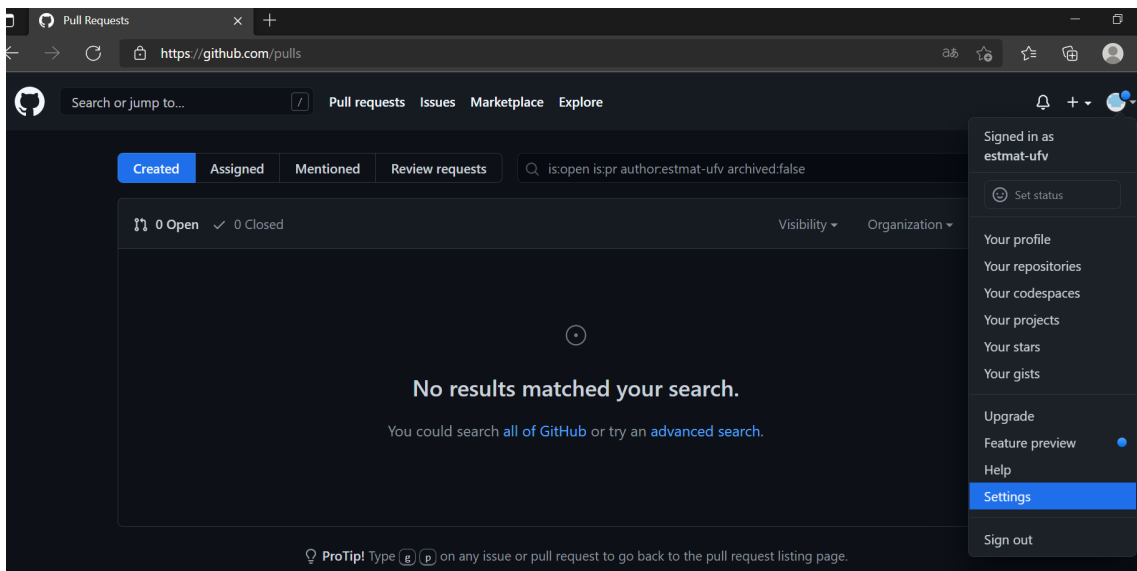 Pull Requests
https://github.com/pulls
aあ
Search or jump to... / Pull requests Issues Marketplace Explore
Created Assigned Mentioned Review requests
is:open is:pr author:estmat-ufv archived:false
0 Open 0 Closed
Visibility Organization
No results matched your search.
You could search all of GitHub or try an advanced search.
ProTip! Type g p on any issue or pull request to go back to the pull request listing page.
Signed in as
estmat-ufv
Set status
Your profile
Your repositories
Your codespaces
Your projects
Your stars
Your gists
Upgrade
Feature preview
Help
Settings
Sign out